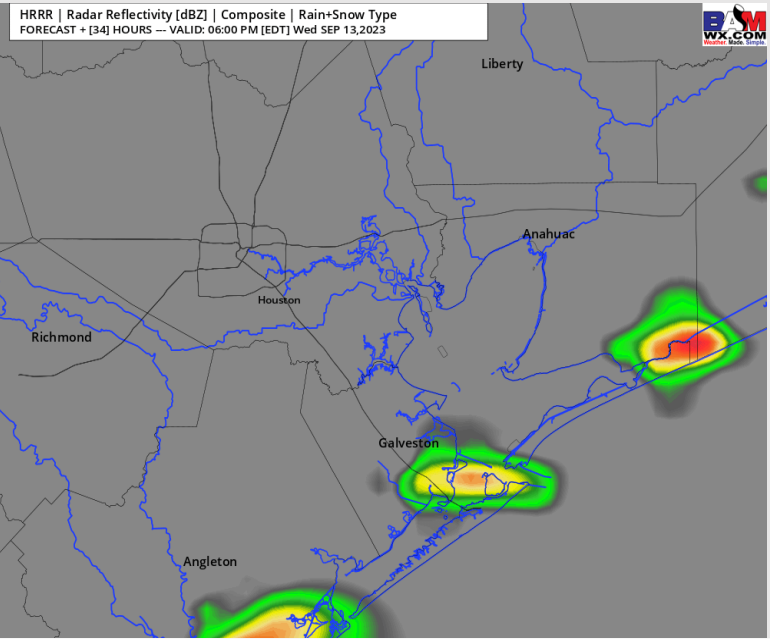 HRRR | Radar Reflectivity [dBZ] | Composite | Rain+Snow Type
FORECAST + [34] HOURS --- VALID: 06:00 PM [EDT] Wed SEP 13,2023
BAM
WX.COM
Weather. Made. Simple.
Liberty
Anahuac
Houston
Richmond
Galveston
Angleton